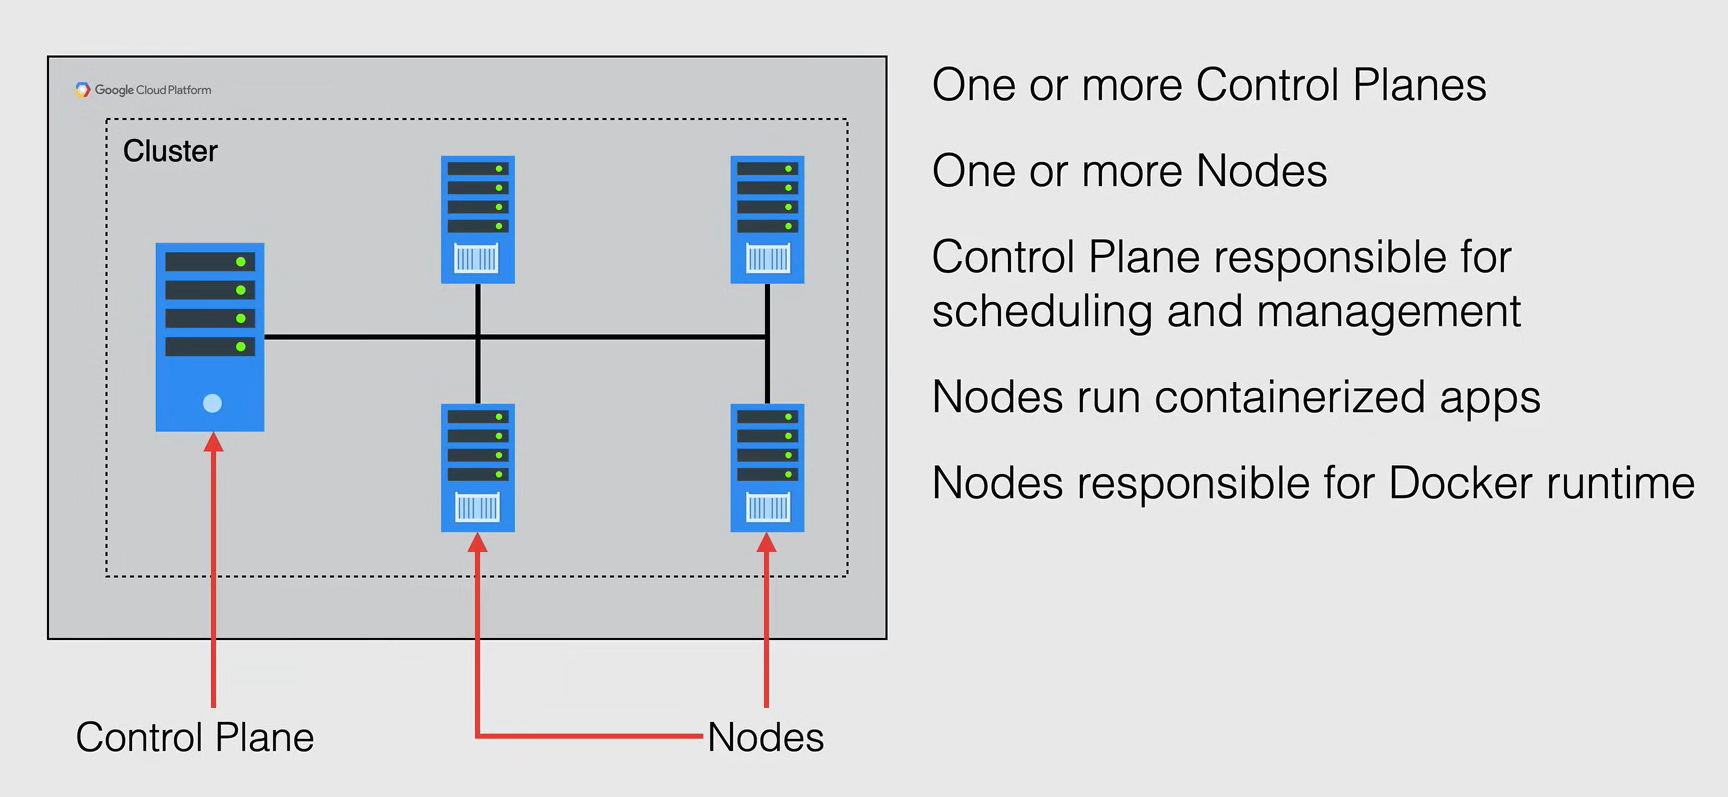 Google Cloud Platform
Cluster
Control Plane
Nodes
One or more Control Planes
One or more Nodes
Control Plane responsible for
scheduling and management
Nodes run containerized apps
Nodes responsible for Docker runtime